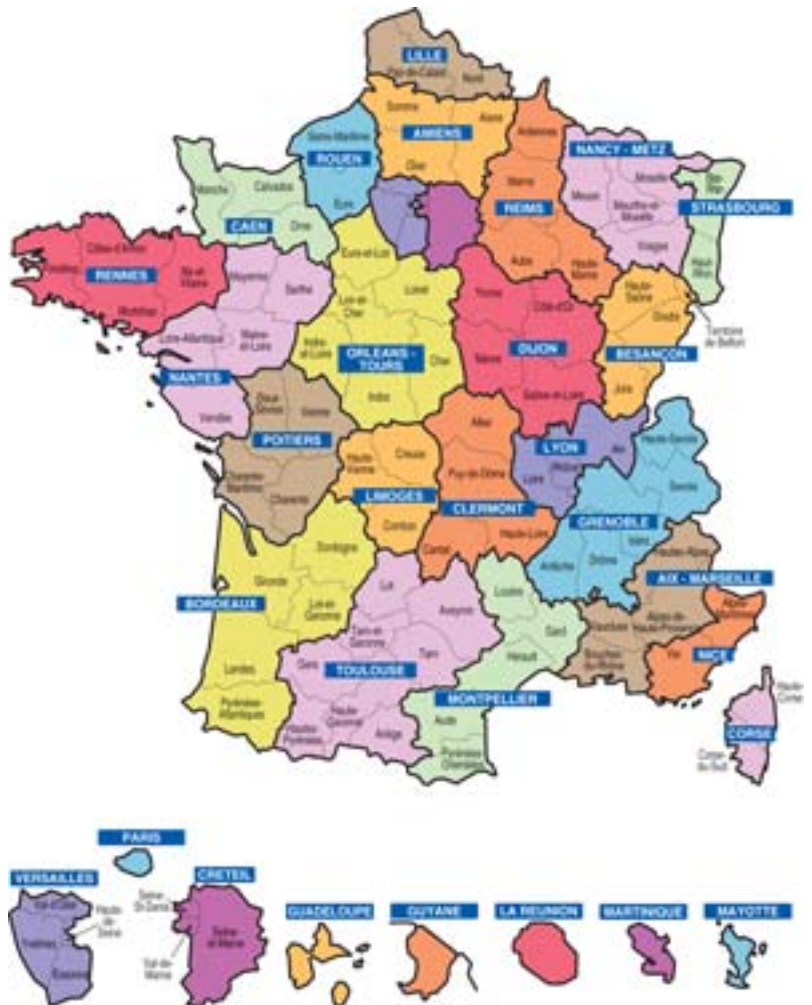 LILLE
Pas-de-Calais
Nord
Somme
Aisne
AMIENS
Oise
Seine-Maritime
ROUEN
Eure
Ardennes
Marne
REIMS
Aube
Haute-
Marne
NANCY - METZ
Moselle
Meuse
Meurthe-et-
Moselle
Vosges
Bas-
Rhin
STRASBOURG
Haut-
Rhin
Manche
Calvados
CAEN
Orne
Côtes-d'Armor
Finistère
RENNES
Ille-et-
Vilaine
Morbihan
Mayenne
Sarthe
Loire-Atlantique
Maine-
et-Loire
NANTES
Vendée
Eure-et-Loir
Loiret
Loir-et-
Cher
Indre-
et-Loire
ORLEANS -
TOURS
Cher
Indre
Yonne
Côte-d'Or
Nièvre
DIJON
Saône-et-Loire
Haute-
Saône
Doubs
Territoire
de Belfort
BESANÇON
Jura
Deux-
Sèvres
Vienne
POITIERS
Charente-
Maritime
Charente
Haute-
Vienne
Creuse
LIMOGES
Corrèze
Allier
Puy-de-Dôme
CLERMONT
Cantal
Haute-Loire
LYON
Ain
Loire
Rhône
Haute-Savoie
Savoie
GRENOBLE
Isère
Ardèche
Drôme
Dordogne
Gironde
BORDEAUX
Lot-et-
Garonne
Landes
Pyrénées-
Atlantiques
Lot
Aveyron
Tarn-et-
Garonne
Tarn
Gers
TOULOUSE
Haute-
Garonne
Hautes-
Pyrénées
Ariège
Lozère
Gard
Hérault
MONTPELLIER
Aude
Pyrénées-
Orientales
Hautes-Alpes
AIX - MARSEILLE
Vaucluse
Alpes-de-
Haute-Provence
Bouches-
du-Rhône
Alpes-
Maritimes
Var
NICE
Haute-
Corse
CORSE
Corse-
du-Sud
PARIS
VERSAILLES
Val-d'Oise
Hauts-
de-
Seine
Yvelines
Essonne
CRETEIL
Seine-
St-Denis
Seine-
et-Marne
Val-de-
Marne
GUADELOUPE
GUYANE
LA REUNION
MARTINIQUE
MAYOTTE